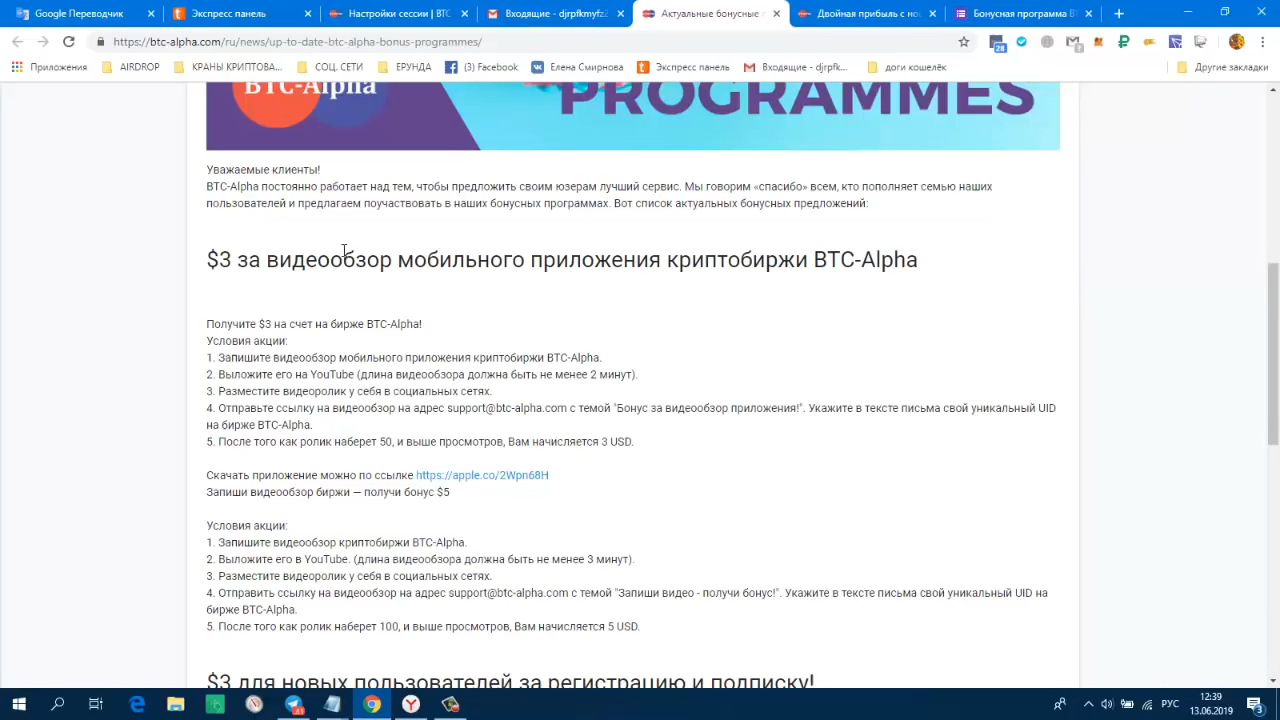 Google Переводчик
Экспресс панель
Настройки сессии | BTC
Входящие - djrpfkmyfz2
Актуальные бонусные
Двойная прибыль с но
Бонусная программа B
https://btc-alpha.com/ru/news/up-to-date-btc-alpha-bonus-programmes/
28
?
Приложения
AIRDROP
КРАНЫ КРИПТОВА...
СОЦ. СЕТИ
ЕРУНДА
(3) Facebook
Елена Смирнова
Экспресс панель
Входящие - djrpfk...
доги кошелёк
Другие закладки
BTC-Alpha
PROGRAMMES
Уважаемые клиенты!
BTC-Alpha постоянно работает над тем, чтобы предложить своим юзерам лучший сервис. Мы говорим «спасибо» всем, кто пополняет семью наших
пользователей и предлагаем поучаствовать в наших бонусных программах. Вот список актуальных бонусных предложений:
$3 за видеообзор мобильного приложения криптобиржи BTC-Alpha
Получите $3 на счет на бирже BTC-Alpha!
Условия акции:
1. Запишите видеообзор мобильного приложения криптобиржи BTC-Alpha.
2. Выложите его на YouTube (длина видеообзора должна быть не менее 2 минут).
3. Разместите видеоролик у себя в социальных сетях.
4. Отправьте ссылку на видеообзор на адрес support@btc-alpha.com с темой "Бонус за видеообзор приложения!". Укажите в тексте письма свой уникальный UID
на бирже BTC-Alpha.
5. После того как ролик наберет 50, и выше просмотров, Вам начисляется 3 USD.
Скачать приложение можно по ссылке https://apple.co/2Wpn68H
Запиши видеообзор биржи — получи бонус $5
Условия акции:
1. Запишите видеообзор криптобиржи BTC-Alpha.
2. Выложите его в YouTube. (длина видеообзора должна быть не менее 3 минут).
3. Разместите видеоролик у себя в социальных сетях.
4. Отправить ссылку на видеообзор на адрес support@btc-alpha.com с темой "Запиши видео - получи бонус!". Укажите в тексте письма свой уникальный UID на
бирже BTC-Alpha.
5. После того как ролик наберет 100, и выше просмотров, Вам начисляется 5 USD.
$3 для новых пользователей за регистрацию и подписку!
РУС
12:39
13.06.2019
3